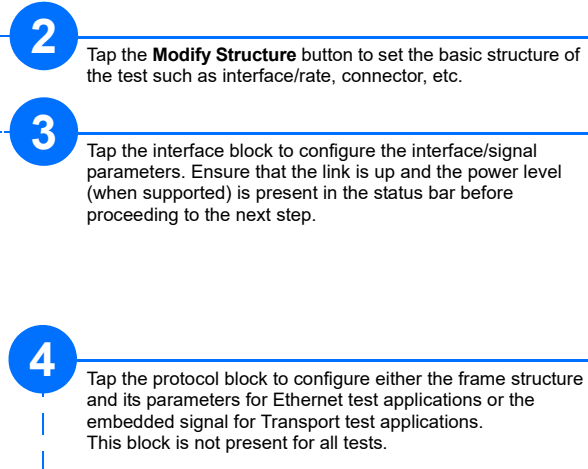 2
Tap the Modify Structure button to set the basic structure of
the test such as interface/rate, connector, etc.
3
Tap the interface block to configure the interface/signal
parameters. Ensure that the link is up and the power level
(when supported) is present in the status bar before
proceeding to the next step.
4
Tap the protocol block to configure either the frame structure
and its parameters for Ethernet test applications or the
embedded signal for Transport test applications.
This block is not present for all tests.